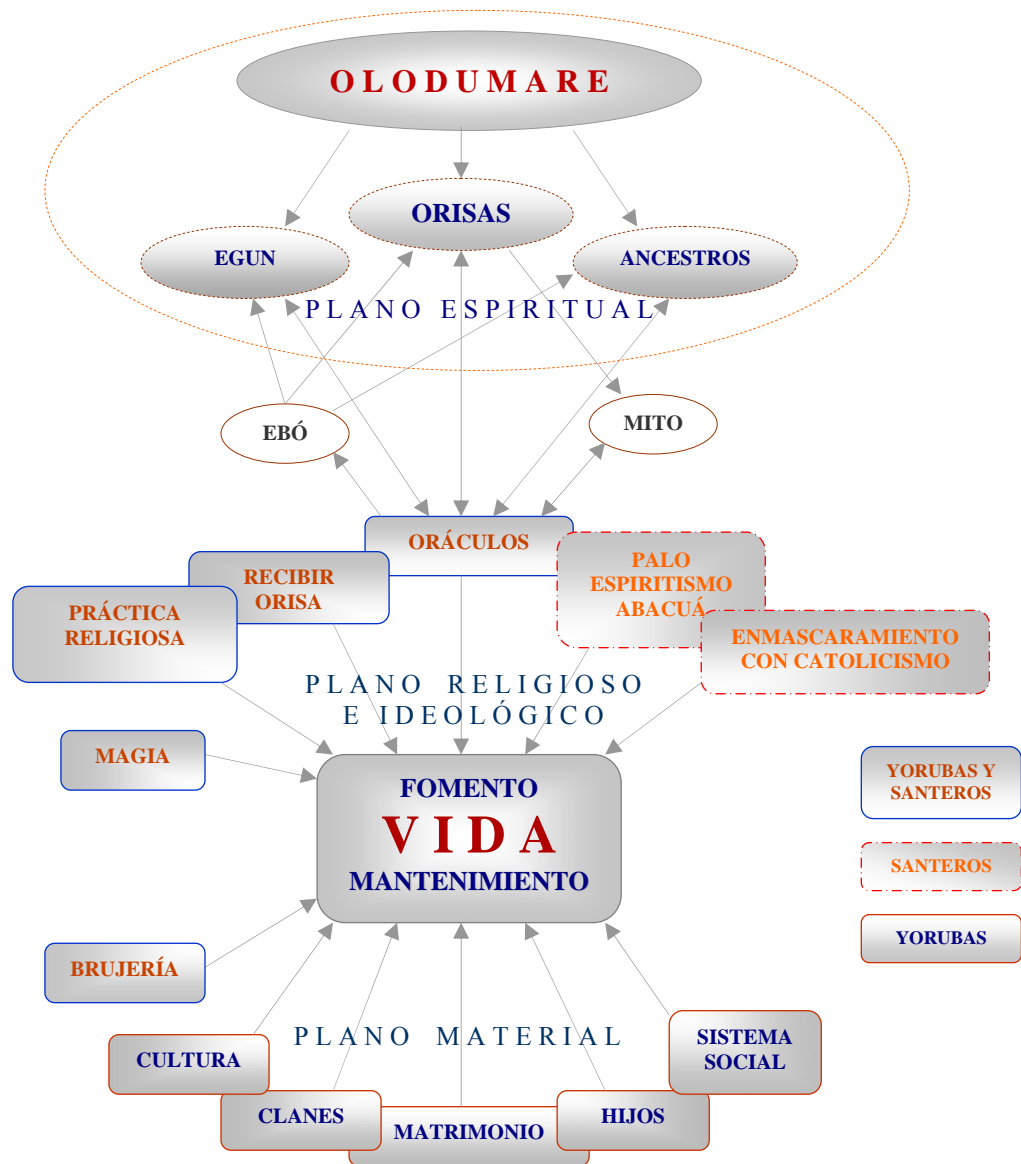 OLODUMARE
ORISAS
EGUN
ANCESTROS
PLANO ESPIRITUAL
EBÓ
MITO
ORÁCULOS
RECIBIR
ORISA
PRÁCTICA
RELIGIOSA
PALO
ESPIRITISMO
ABACUÁ
ENMASCARAMIENTO
CON CATOLICISMO
PLANO RELIGIOSO
E IDEOLÓGICO
MAGIA
FOMENTO
VIDA
MANTENIMIENTO
YORUBAS Y
SANTEROS
SANTEROS
YORUBAS
BRUJERÍA
PLANO MATERIAL
CULTURA
CLANES
MATRIMONIO
HIJOS
SISTEMA
SOCIAL